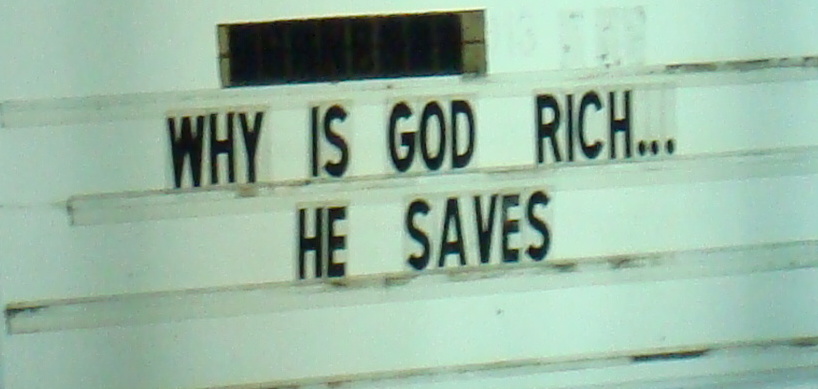 WHY IS GOD RICH...
HE SAVES